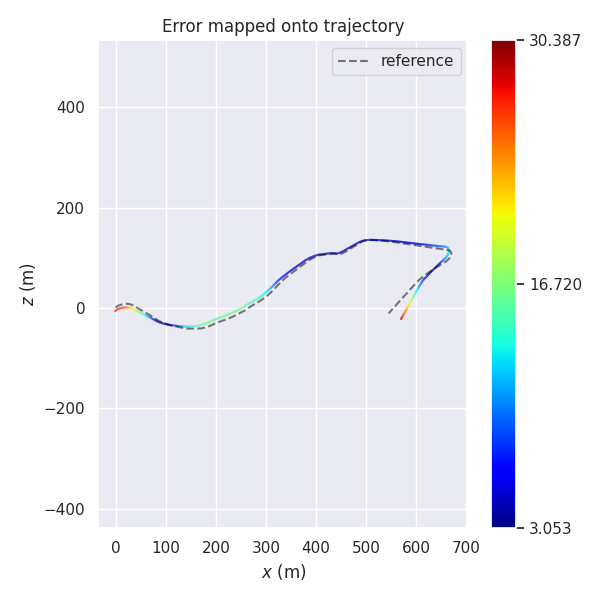 Error mapped onto trajectory
reference
400
200
0
−200
−400
z (m)
0 100 200 300 400 500 600 700
x (m)
30.387
16.720
3.053